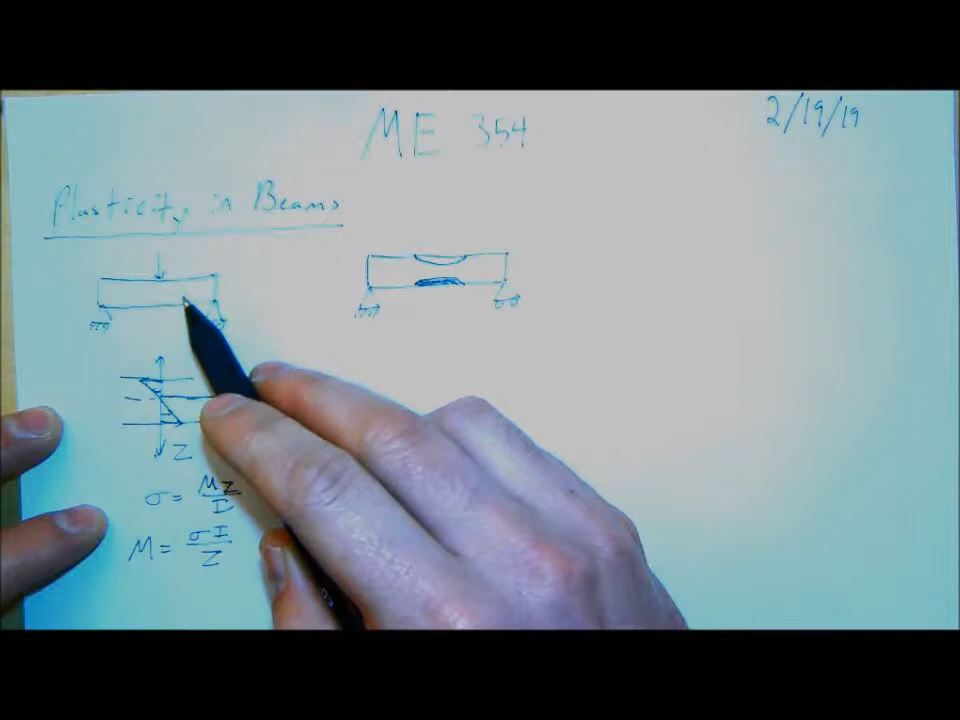 ME 354
2/19/19
Plasticity in Beams
Z
σ = Mz/I
M = σI/Z